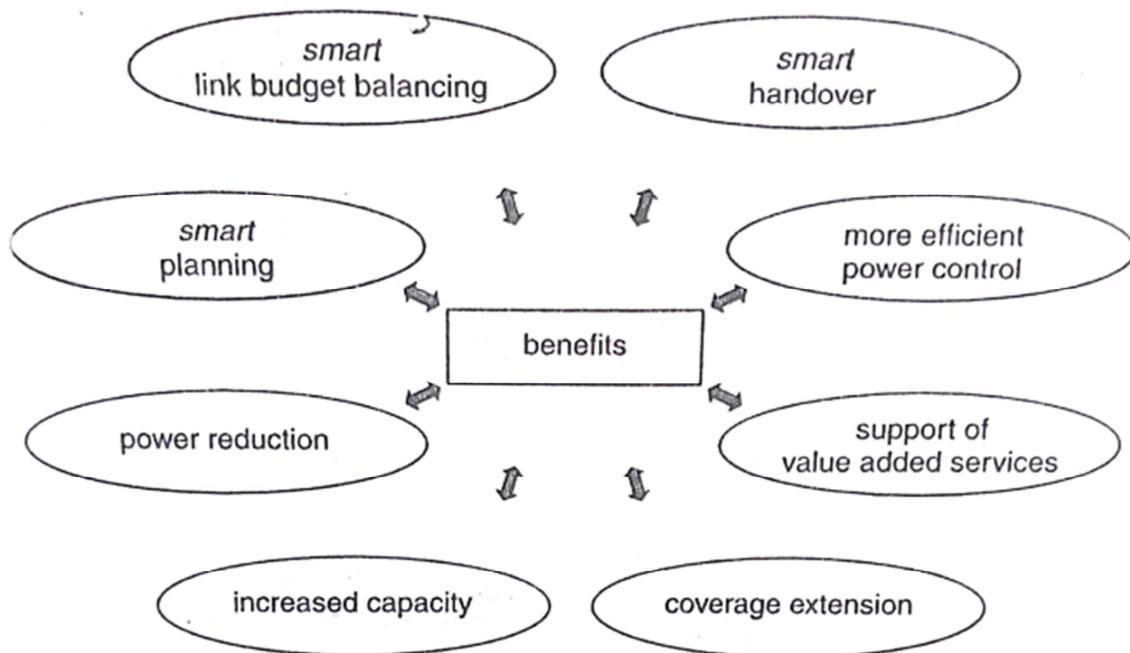 smart
link budget balancing
smart
handover
smart
planning
more efficient
power control
benefits
power reduction
support of
value added services
increased capacity
coverage extension